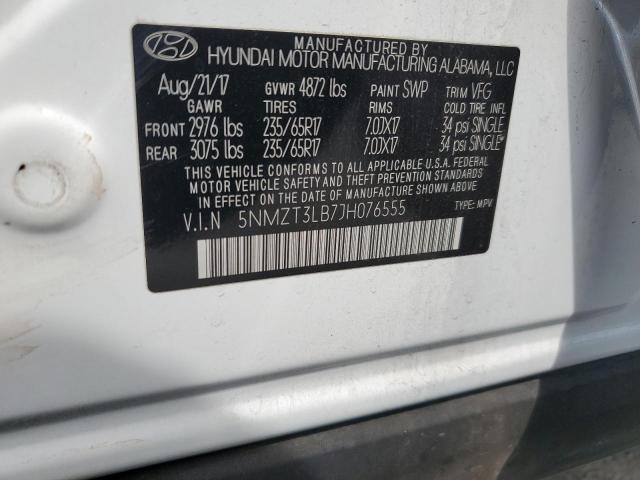 MANUFACTURED BY
HYUNDAI MOTOR MANUFACTURING ALABAMA, LLC
Aug/21/17 GVWR 4872 lbs PAINT SWP TRIM VFG
GAWR TIRES RIMS COLD TIRE INFL
FRONT 2976 lbs 235/65R17 7.0JX17 34 psi SINGLE
REAR 3075 lbs 235/65R17 7.0JX17 34 psi SINGLE
THIS VEHICLE CONFORMS TO ALL APPLICABLE U.S.A. FEDERAL
MOTOR VEHICLE SAFETY AND THEFT PREVENTION STANDARDS
IN EFFECT ON THE DATE OF MANUFACTURE SHOWN ABOVE.
V.I.N 5NMZT3LB7JH076555 TYPE: MPV